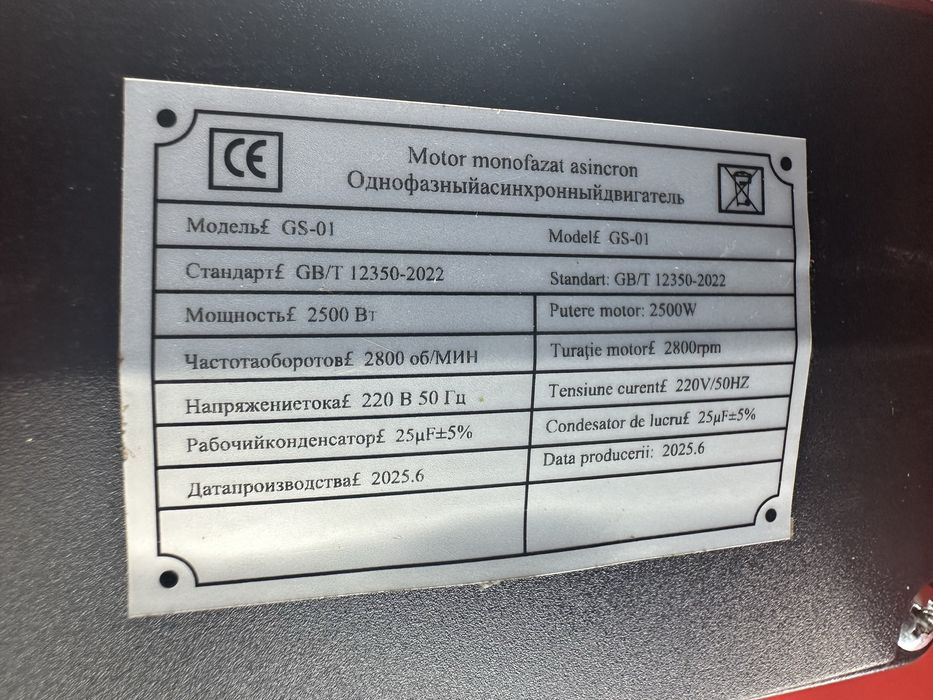 CE
Motor monofazat asincron
Однофазныйасинхронныйдвигатель
Модель£ GS-01
Model£ GS-01
Стандарт£ GB/T 12350-2022
Standart: GB/T 12350-2022
Мощность£ 2500 Вт
Putere motor: 2500W
Частотаоборотов£ 2800 об/МИН
Turație motor£ 2800rpm
Напряжениетока£ 220 В 50 Гц
Tensiune curent£ 220V/50HZ
Рабочийконденсатор£ 25µF±5%
Condesator de lucru£ 25µF±5%
Датапроизводства£ 2025.6
Data producerii: 2025.6